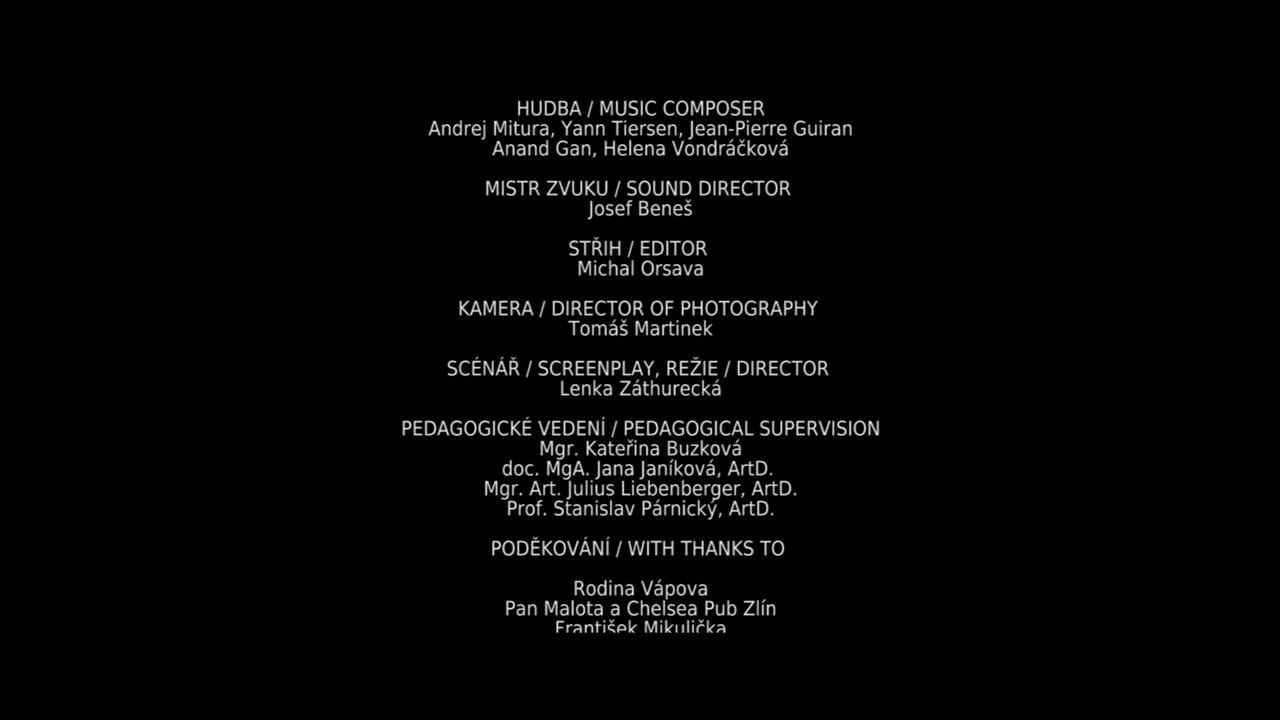 HUDBA / MUSIC COMPOSER
Andrej Mitura, Yann Tiersen, Jean-Pierre Guiran
Anand Gan, Helena Vondráčková
MISTR ZVUKU / SOUND DIRECTOR
Josef Beneš
STŘIH / EDITOR
Michal Orsava
KAMERA / DIRECTOR OF PHOTOGRAPHY
Tomáš Martinek
SCÉNÁŘ / SCREENPLAY, REŽIE / DIRECTOR
Lenka Záthurecká
PEDAGOGICKÉ VEDENÍ / PEDAGOGICAL SUPERVISION
Mgr. Kateřina Buzková
doc. MgA. Jana Janíková, ArtD.
Mgr. Art. Julius Liebenberger, ArtD.
Prof. Stanislav Párnický, ArtD.
PODĚKOVÁNÍ / WITH THANKS TO
Rodina Vápova
Pan Malota a Chelsea Pub Zlín
František Mikulička